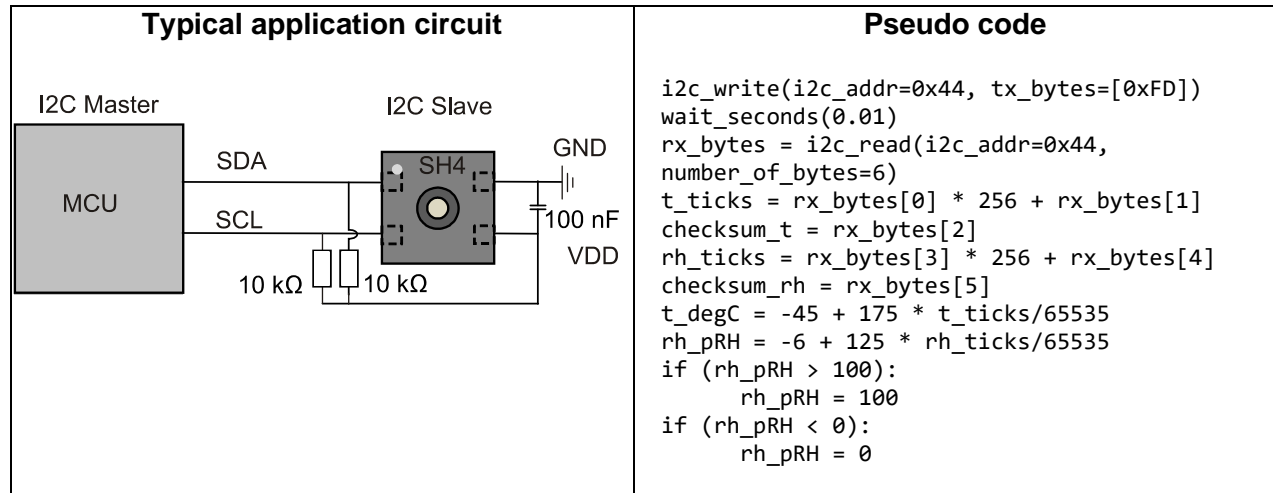 Typical application circuit
I2C Master
I2C Slave
MCU
SDA
SCL
SH4
GND
100 nF
VDD
10 kΩ
10 kΩ
Pseudo code
i2c_write(i2c_addr=0x44, tx_bytes=[0xFD])
wait_seconds(0.01)
rx_bytes = i2c_read(i2c_addr=0x44,
number_of_bytes=6)
t_ticks = rx_bytes[0] * 256 + rx_bytes[1]
checksum_t = rx_bytes[2]
rh_ticks = rx_bytes[3] * 256 + rx_bytes[4]
checksum_rh = rx_bytes[5]
t_degC = -45 + 175 * t_ticks/65535
rh_pRH = -6 + 125 * rh_ticks/65535
if (rh_pRH > 100):
rh_pRH = 100
if (rh_pRH < 0):
rh_pRH = 0